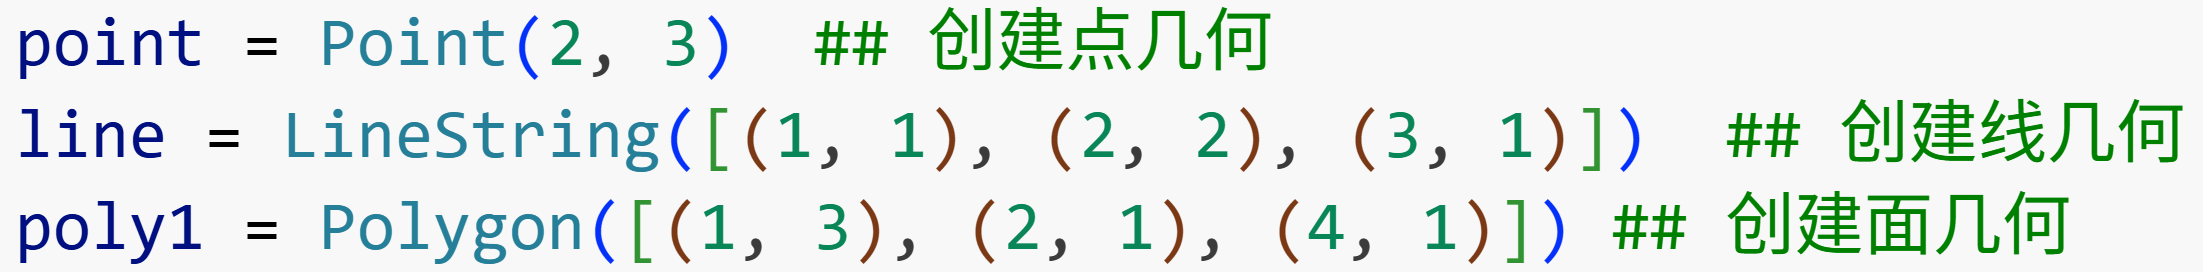 point = Point(2, 3)  ## 创建点几何
line = LineString([(1, 1), (2, 2), (3, 1)])  ## 创建线几何
poly1 = Polygon([(1, 3), (2, 1), (4, 1)]) ## 创建面几何